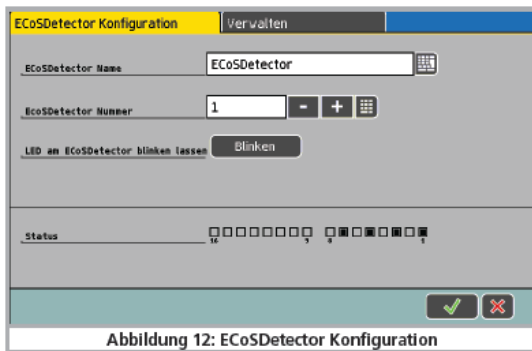 ECoSDetector Konfiguration Verwalten
ECoSDetector Name ECoSDetector
EcoSDetector Nummer 1 - +
LED am ECoSDetector blinken lassen Blinken
Status
16 9 8 1
Abbildung 12: ECoSDetector Konfiguration